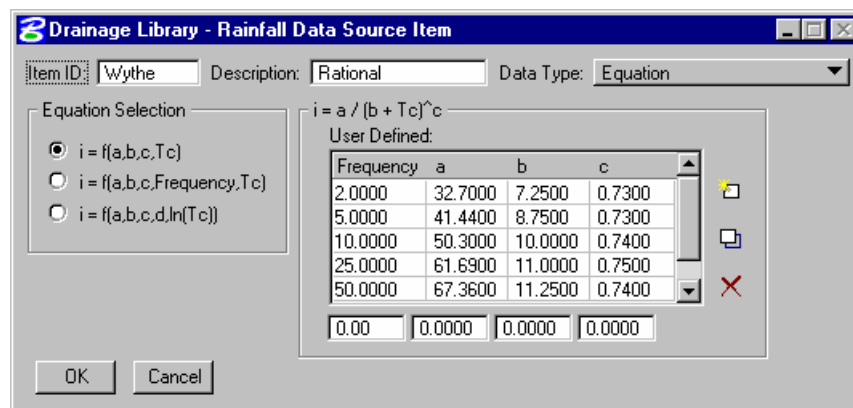 Drainage Library - Rainfall Data Source Item
Item ID: Wythe Description: Rational Data Type: Equation
Equation Selection
i = f(a,b,c,Tc)
i = f(a,b,c,Frequency,Tc)
i = f(a,b,c,d,ln(Tc))
i = a / (b + Tc)^c
User Defined:
Frequency a b c
2.0000 32.7000 7.2500 0.7300
5.0000 41.4400 8.7500 0.7300
10.0000 50.3000 10.0000 0.7400
25.0000 61.6900 11.0000 0.7500
50.0000 67.3600 11.2500 0.7400
0.00 0.0000 0.0000 0.0000
OK Cancel